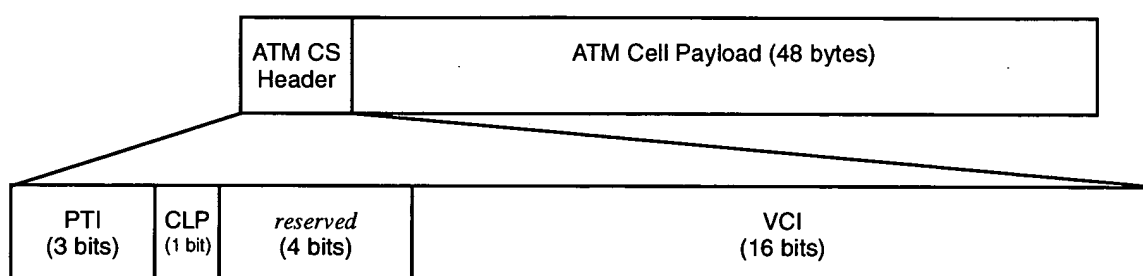 ATM CS
Header
ATM Cell Payload (48 bytes)
PTI
(3 bits)
CLP
(1 bit)
reserved
(4 bits)
VCI
(16 bits)